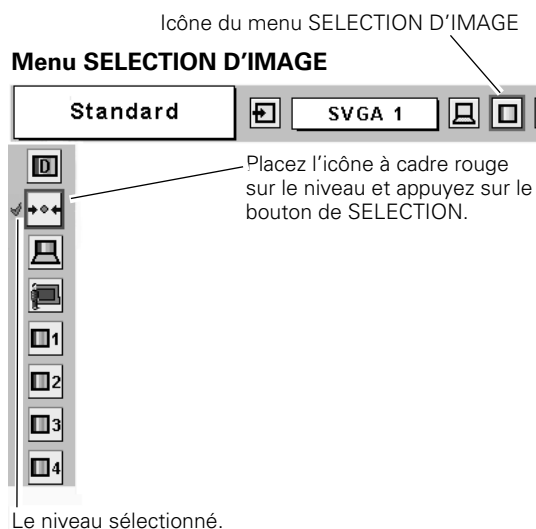 Icône du menu SELECTION D'IMAGE
Menu SELECTION D'IMAGE
Standard
SVGA 1
D
Placez l'icône à cadre rouge
sur le niveau et appuyez sur le
bouton de SELECTION.
1
2
3
4
Le niveau sélectionné.